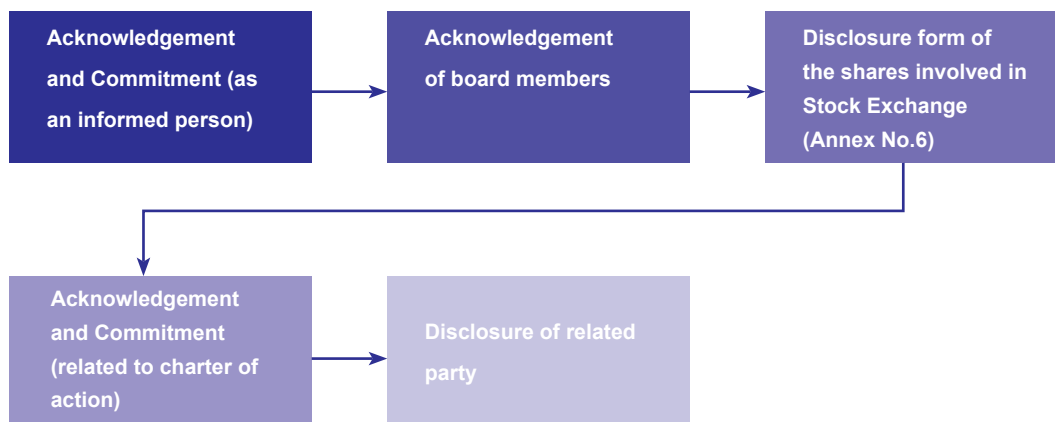 Acknowledgement
and Commitment (as
an informed person)
Acknowledgement
of board members
Disclosure form of
the shares involved in
Stock Exchange
(Annex No.6)
Acknowledgement
and Commitment
(related to charter of
action)
Disclosure of related
party